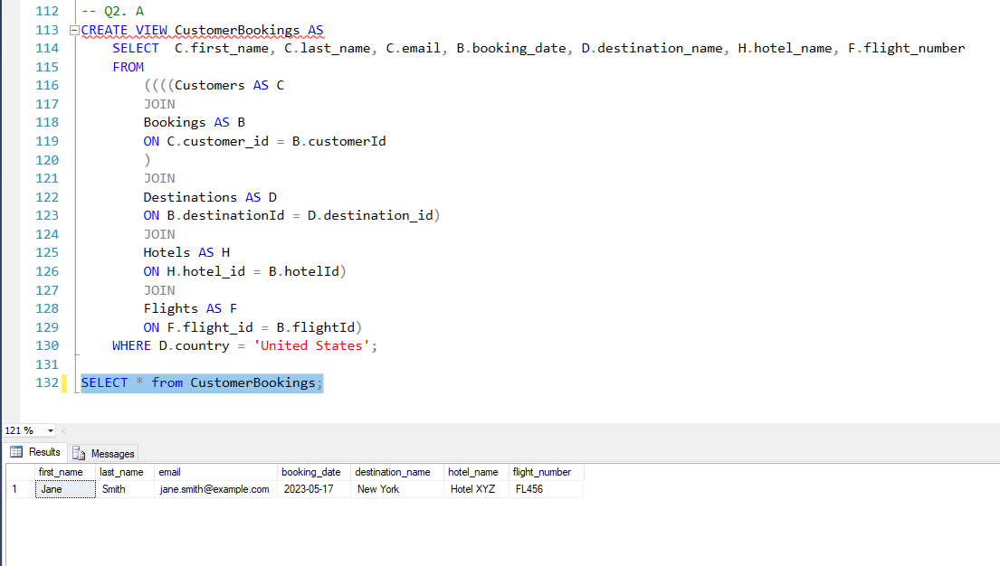 112 -- Q2. A
113 CREATE VIEW CustomerBookings AS
114 SELECT C.first_name, C.last_name, C.email, B.booking_date, D.destination_name, H.hotel_name, F.flight_number
115 FROM
116 ((((Customers AS C
117 JOIN
118 Bookings AS B
119 ON C.customer_id = B.customerId
120 )
121 JOIN
122 Destinations AS D
123 ON B.destinationId = D.destination_id)
124 JOIN
125 Hotels AS H
126 ON H.hotel_id = B.hotelId)
127 JOIN
128 Flights AS F
129 ON F.flight_id = B.flightId)
130 WHERE D.country = 'United States';
131
132 SELECT * from CustomerBookings;
121 %
Results Messages
first_name last_name email booking_date destination_name hotel_name flight_number
1 Jane Smith jane.smith@example.com 2023-05-17 New York Hotel XYZ FL456